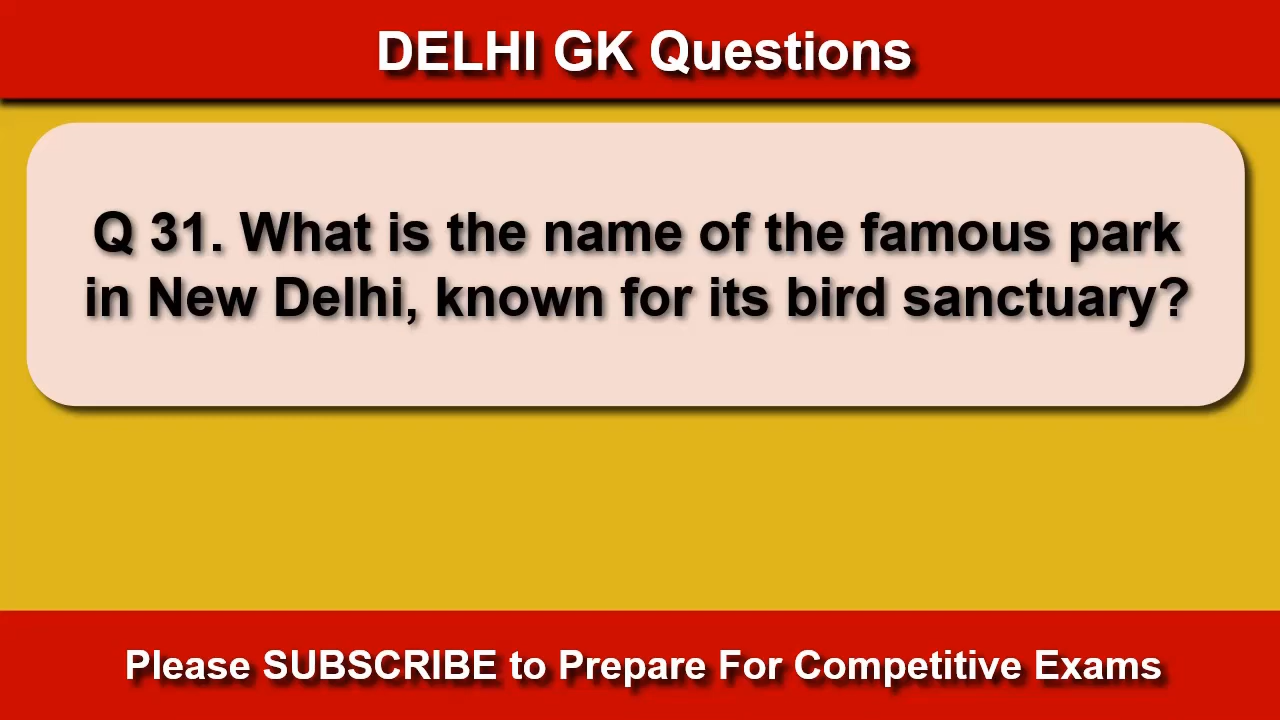 DELHI GK Questions
Q 31. What is the name of the famous park
in New Delhi, known for its bird sanctuary?
Please SUBSCRIBE to Prepare For Competitive Exams